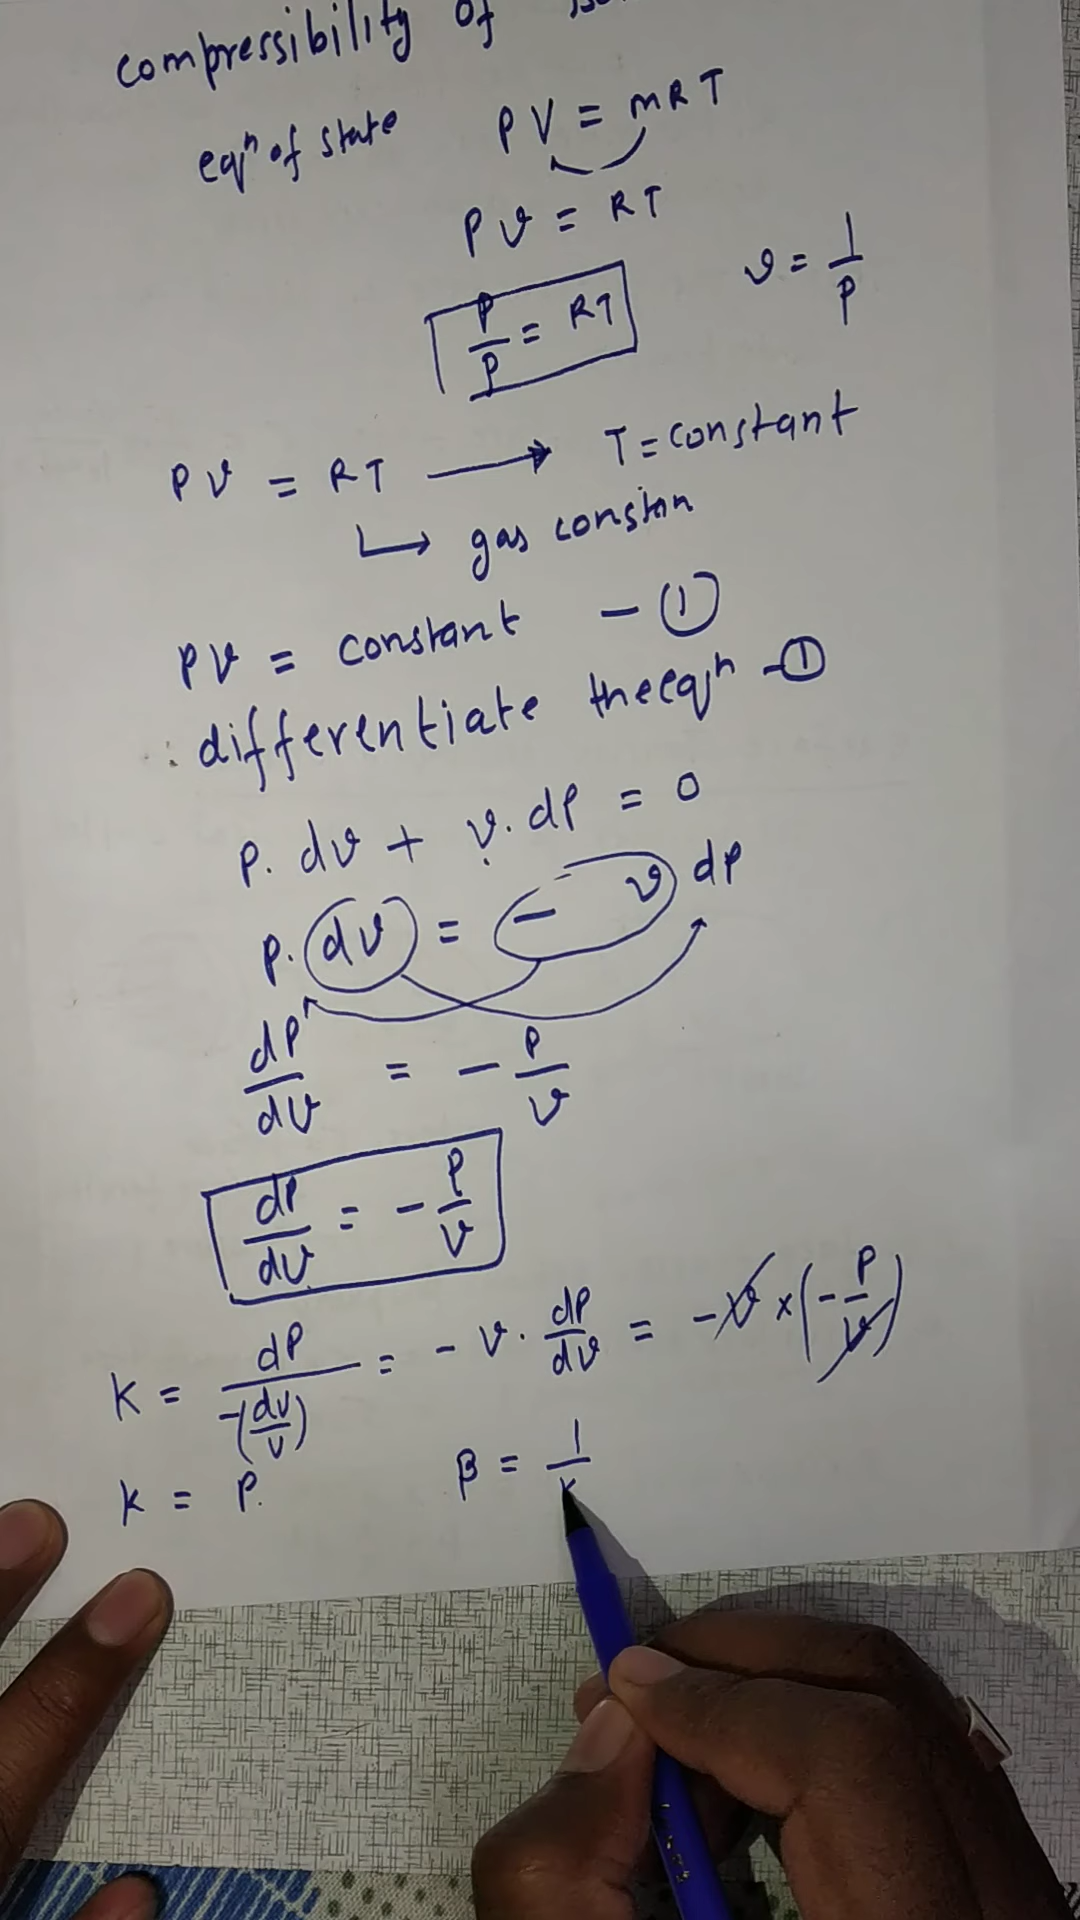 compressibility of
eqⁿ of state PV = mRT
Pv = RT
v = 1/ρ
P/ρ = RT
Pv = RT → T = constant
↳ gas constan
Pv = constant - ①
∴ differentiate the eqⁿ - ①
P. dv + v. dP = 0
P. dv = - v dP
dP/dv = - P/v
dP/dv = - P/v
K = dP/-(dv/v) = - v. dP/dv = -v × (-P/v)
K = P. β = 1/K